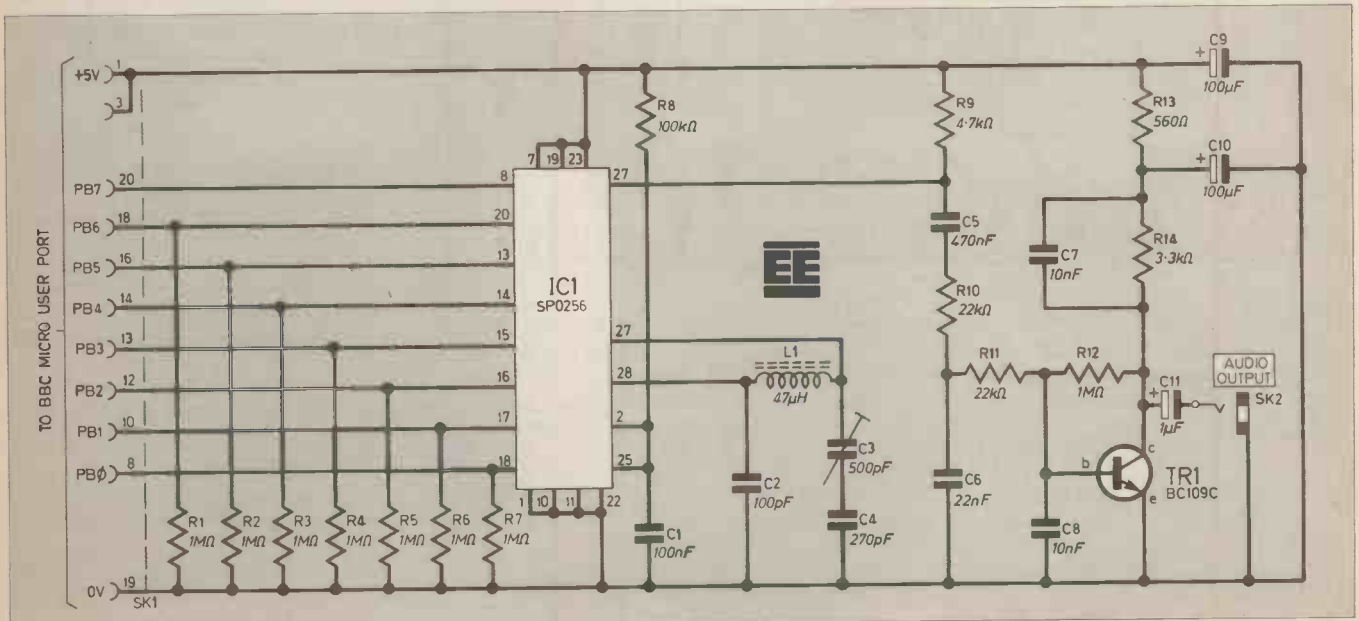 TO BBC MICRO USER PORT
+5V 1
3
PB7 20
PB6 18
PB5 16
PB4 14
PB3 13
PB2 12
PB1 10
PBØ 8
0V 19
SK1
R1
1MΩ
R2
1MΩ
R3
1MΩ
R4
1MΩ
R5
1MΩ
R6
1MΩ
R7
1MΩ
7 19 23
8
20
13
14
15
16
17
18
IC1
SP0256
27
27
28
2
25
1 10 11 22
R8
100kΩ
C1
100nF
C2
100pF
L1
47μH
C3
500pF
C4
270pF
EE
R9
4·7kΩ
C5
470nF
R10
22kΩ
R11
22kΩ
C6
22nF
R12
1MΩ
C7
10nF
C8
10nF
R13
560Ω
R14
3·3kΩ
+ C9
100μF
+ C10
100μF
+ C11
1μF
AUDIO
OUTPUT
SK2
b
c
e
TR1
BC109C